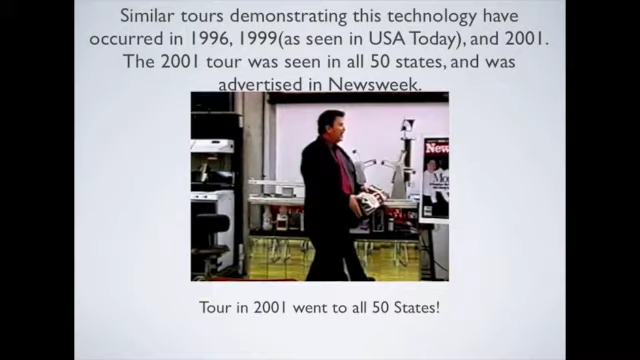 Similar tours demonstrating this technology have
occurred in 1996, 1999(as seen in USA Today), and 2001.
The 2001 tour was seen in all 50 states, and was
advertised in Newsweek.
New
Tour in 2001 went to all 50 States!